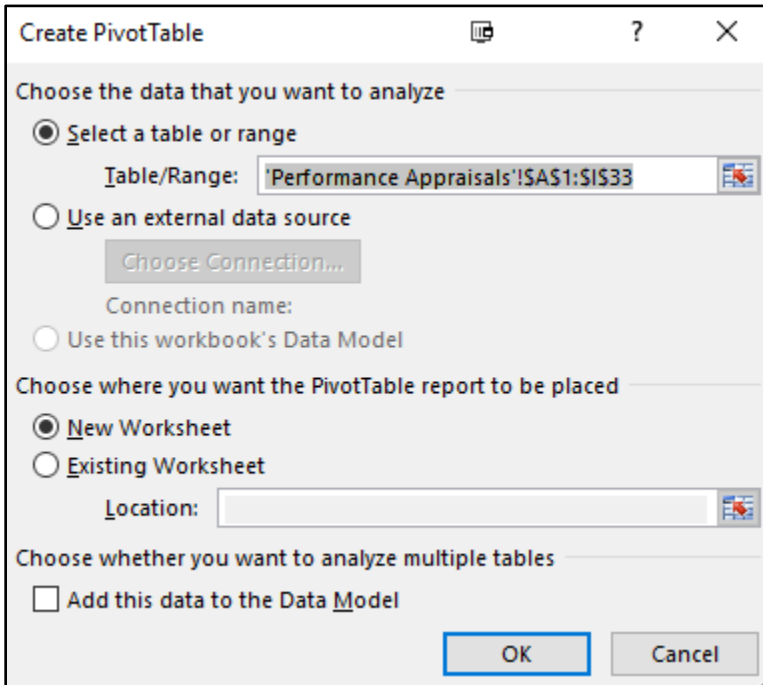 Create PivotTable ?
Choose the data that you want to analyze
Select a table or range
Table/Range: 'Performance Appraisals'!$A$1:$I$33
Use an external data source
Choose Connection...
Connection name:
Use this workbook's Data Model
Choose where you want the PivotTable report to be placed
New Worksheet
Existing Worksheet
Location:
Choose whether you want to analyze multiple tables
Add this data to the Data Model
OK Cancel